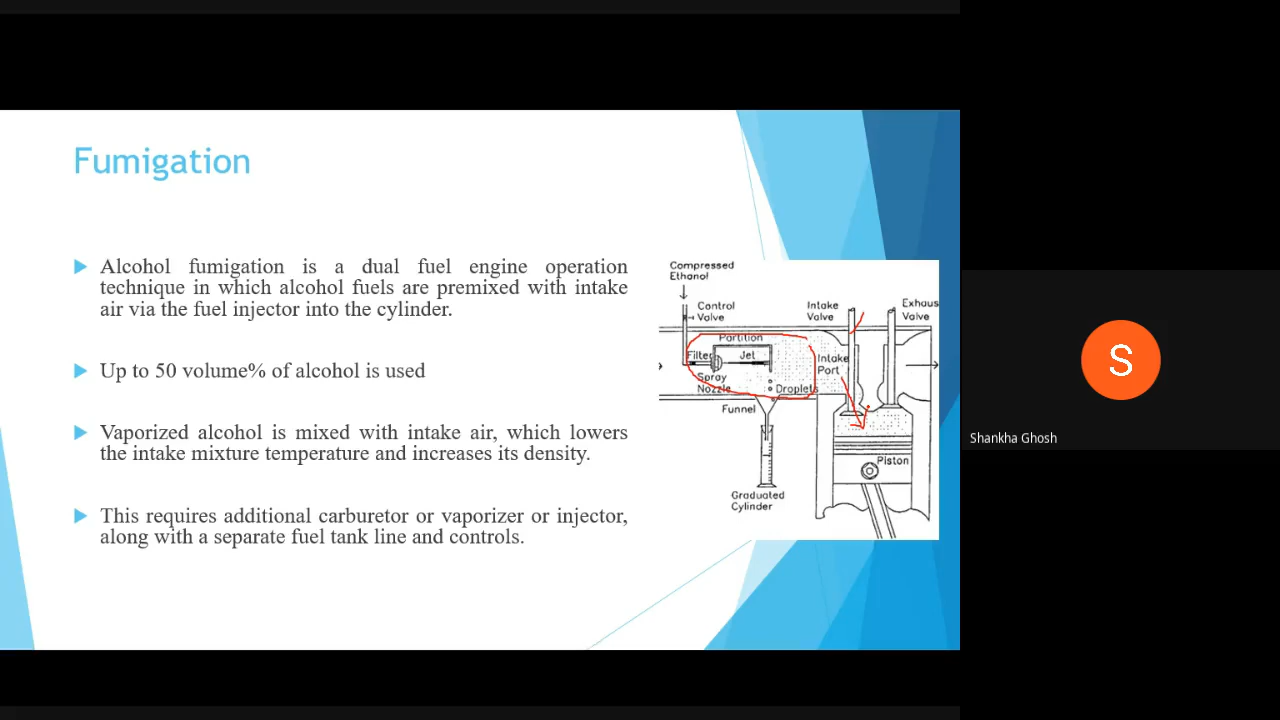 Fumigation
Alcohol fumigation is a dual fuel engine operation
technique in which alcohol fuels are premixed with intake
air via the fuel injector into the cylinder.
Up to 50 volume% of alcohol is used
Vaporized alcohol is mixed with intake air, which lowers
the intake mixture temperature and increases its density.
This requires additional carburetor or vaporizer or injector,
along with a separate fuel tank line and controls.
Compressed
Ethanol
Control
Valve
Intake
Valve
Exhaus
Valve
Partition
Filter
Jet
Intake
Port
Spray
Nozzle
Droplets
Funnel
Piston
Graduated
Cylinder
S
Shankha Ghosh